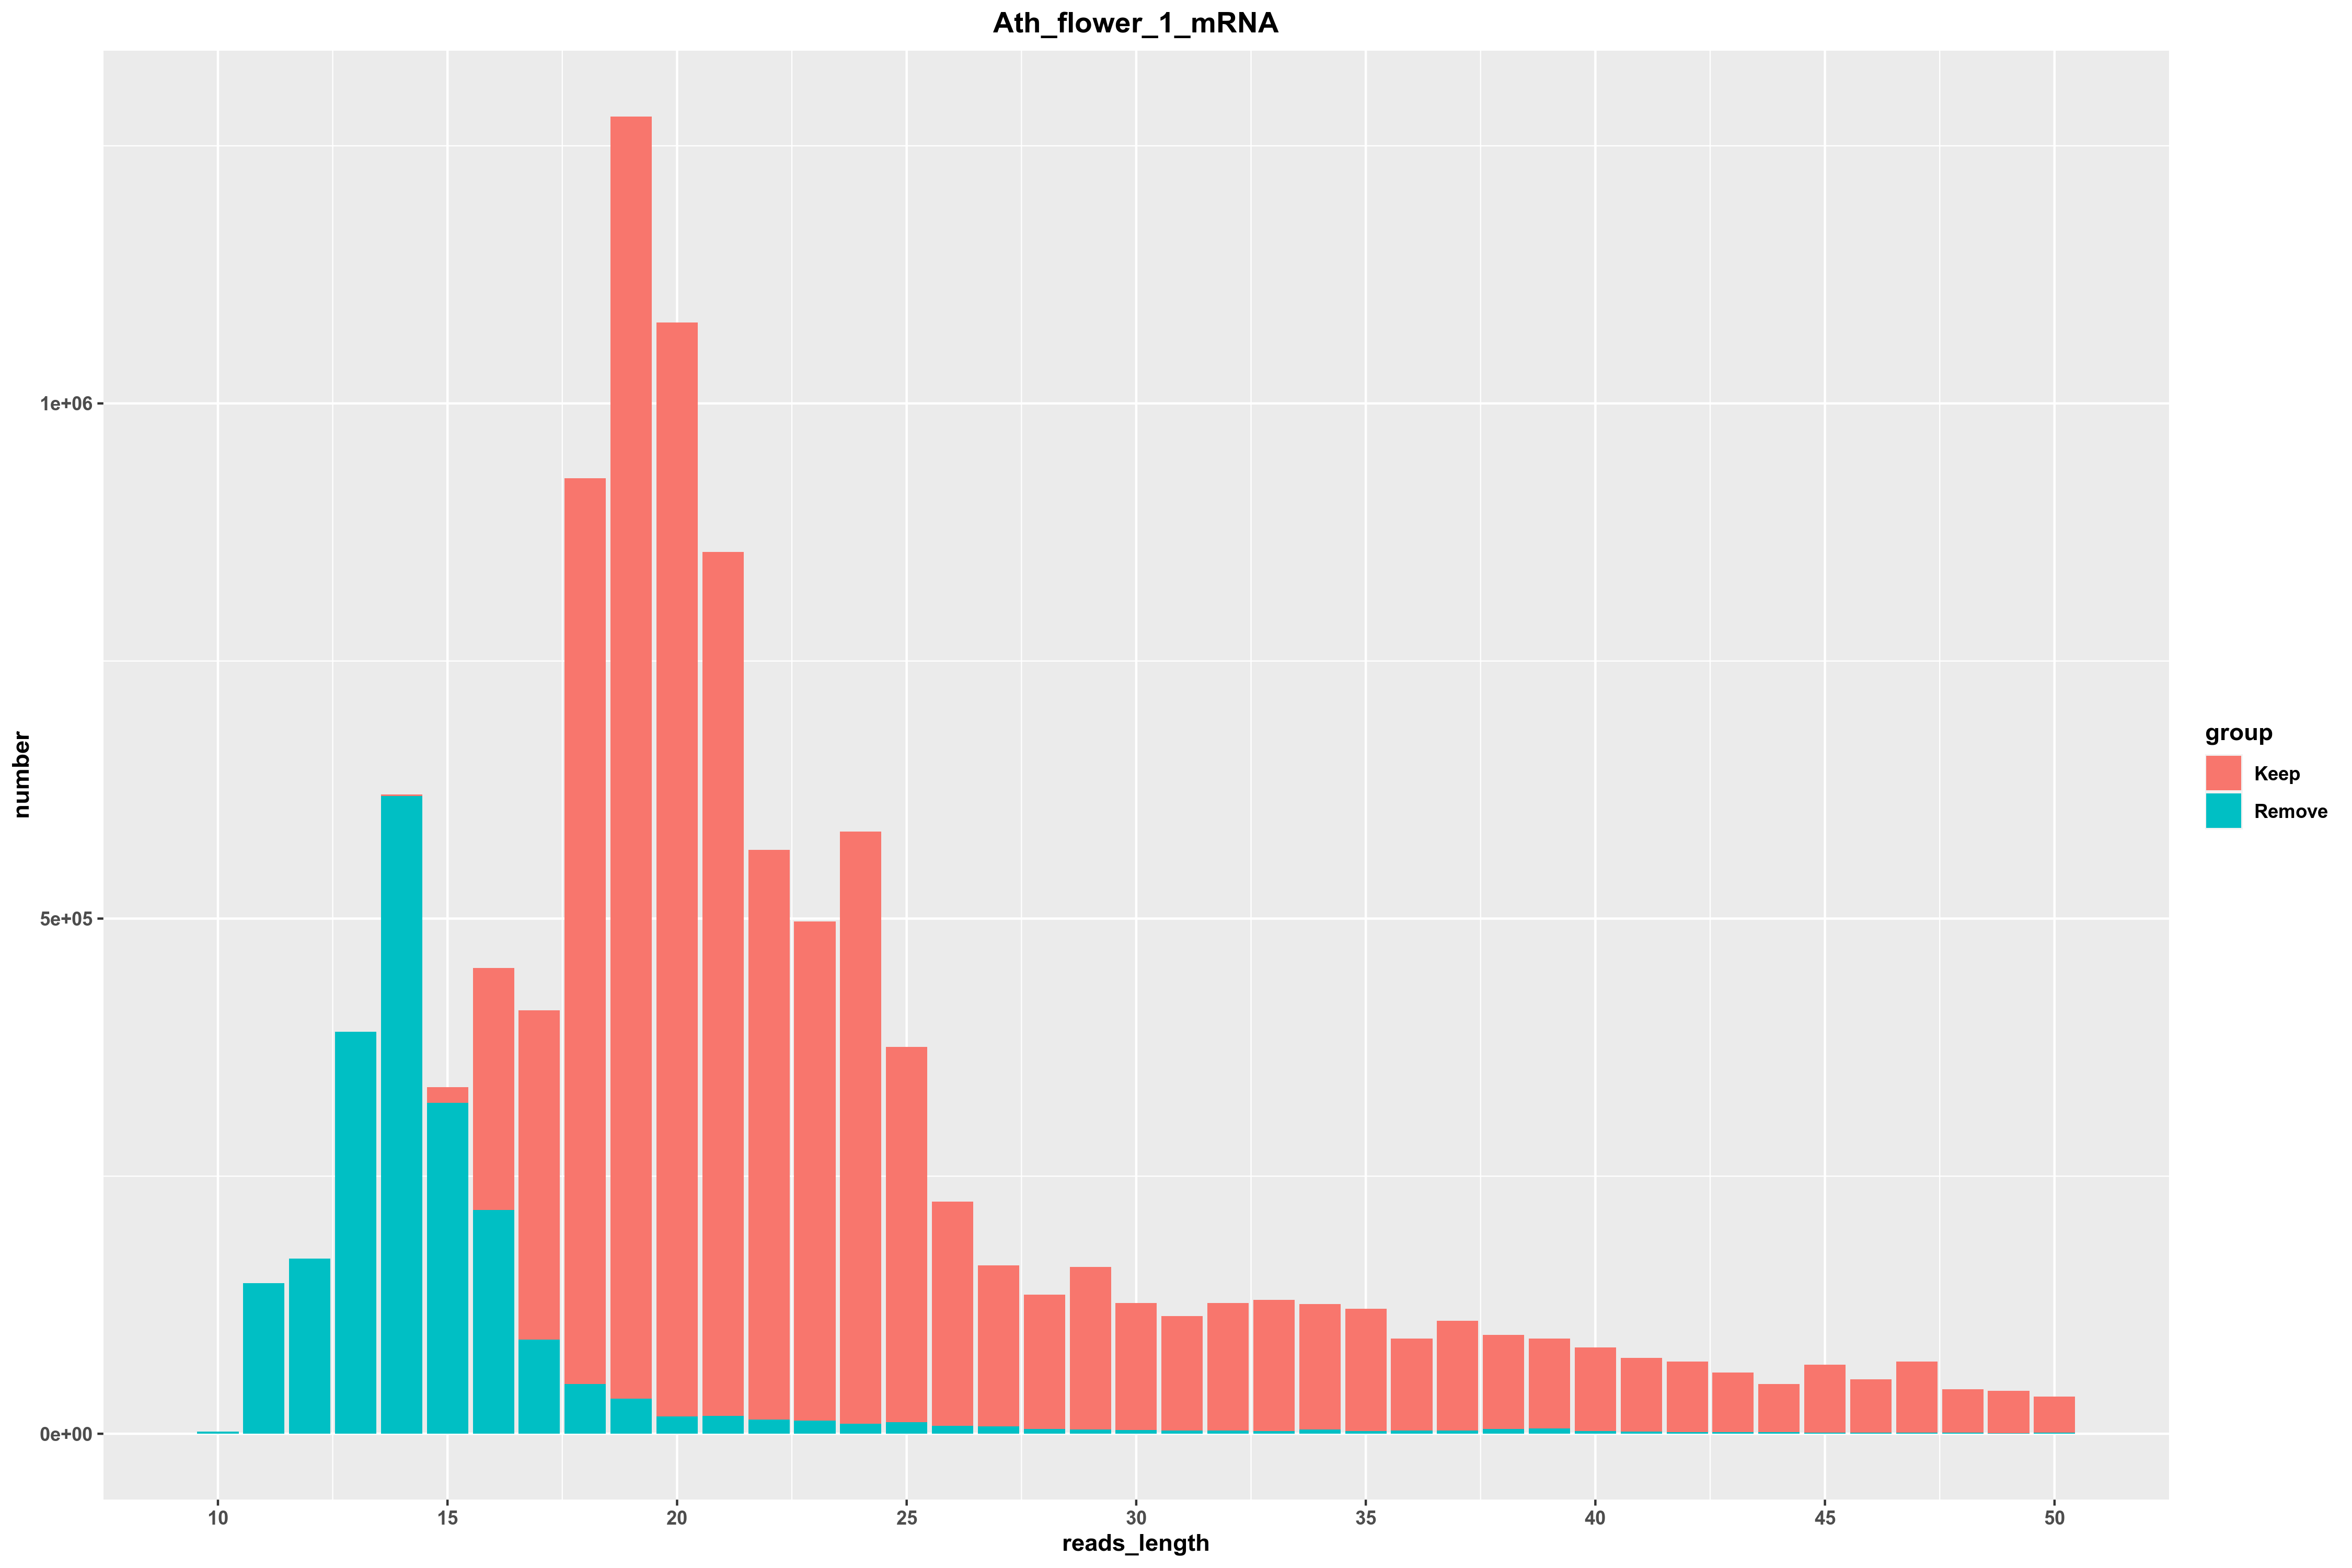 Ath_flower_1_mRNA
number
1e+06
5e+05
0e+00
10 15 20 25 30 35 40 45 50
reads_length
group
Keep
Remove